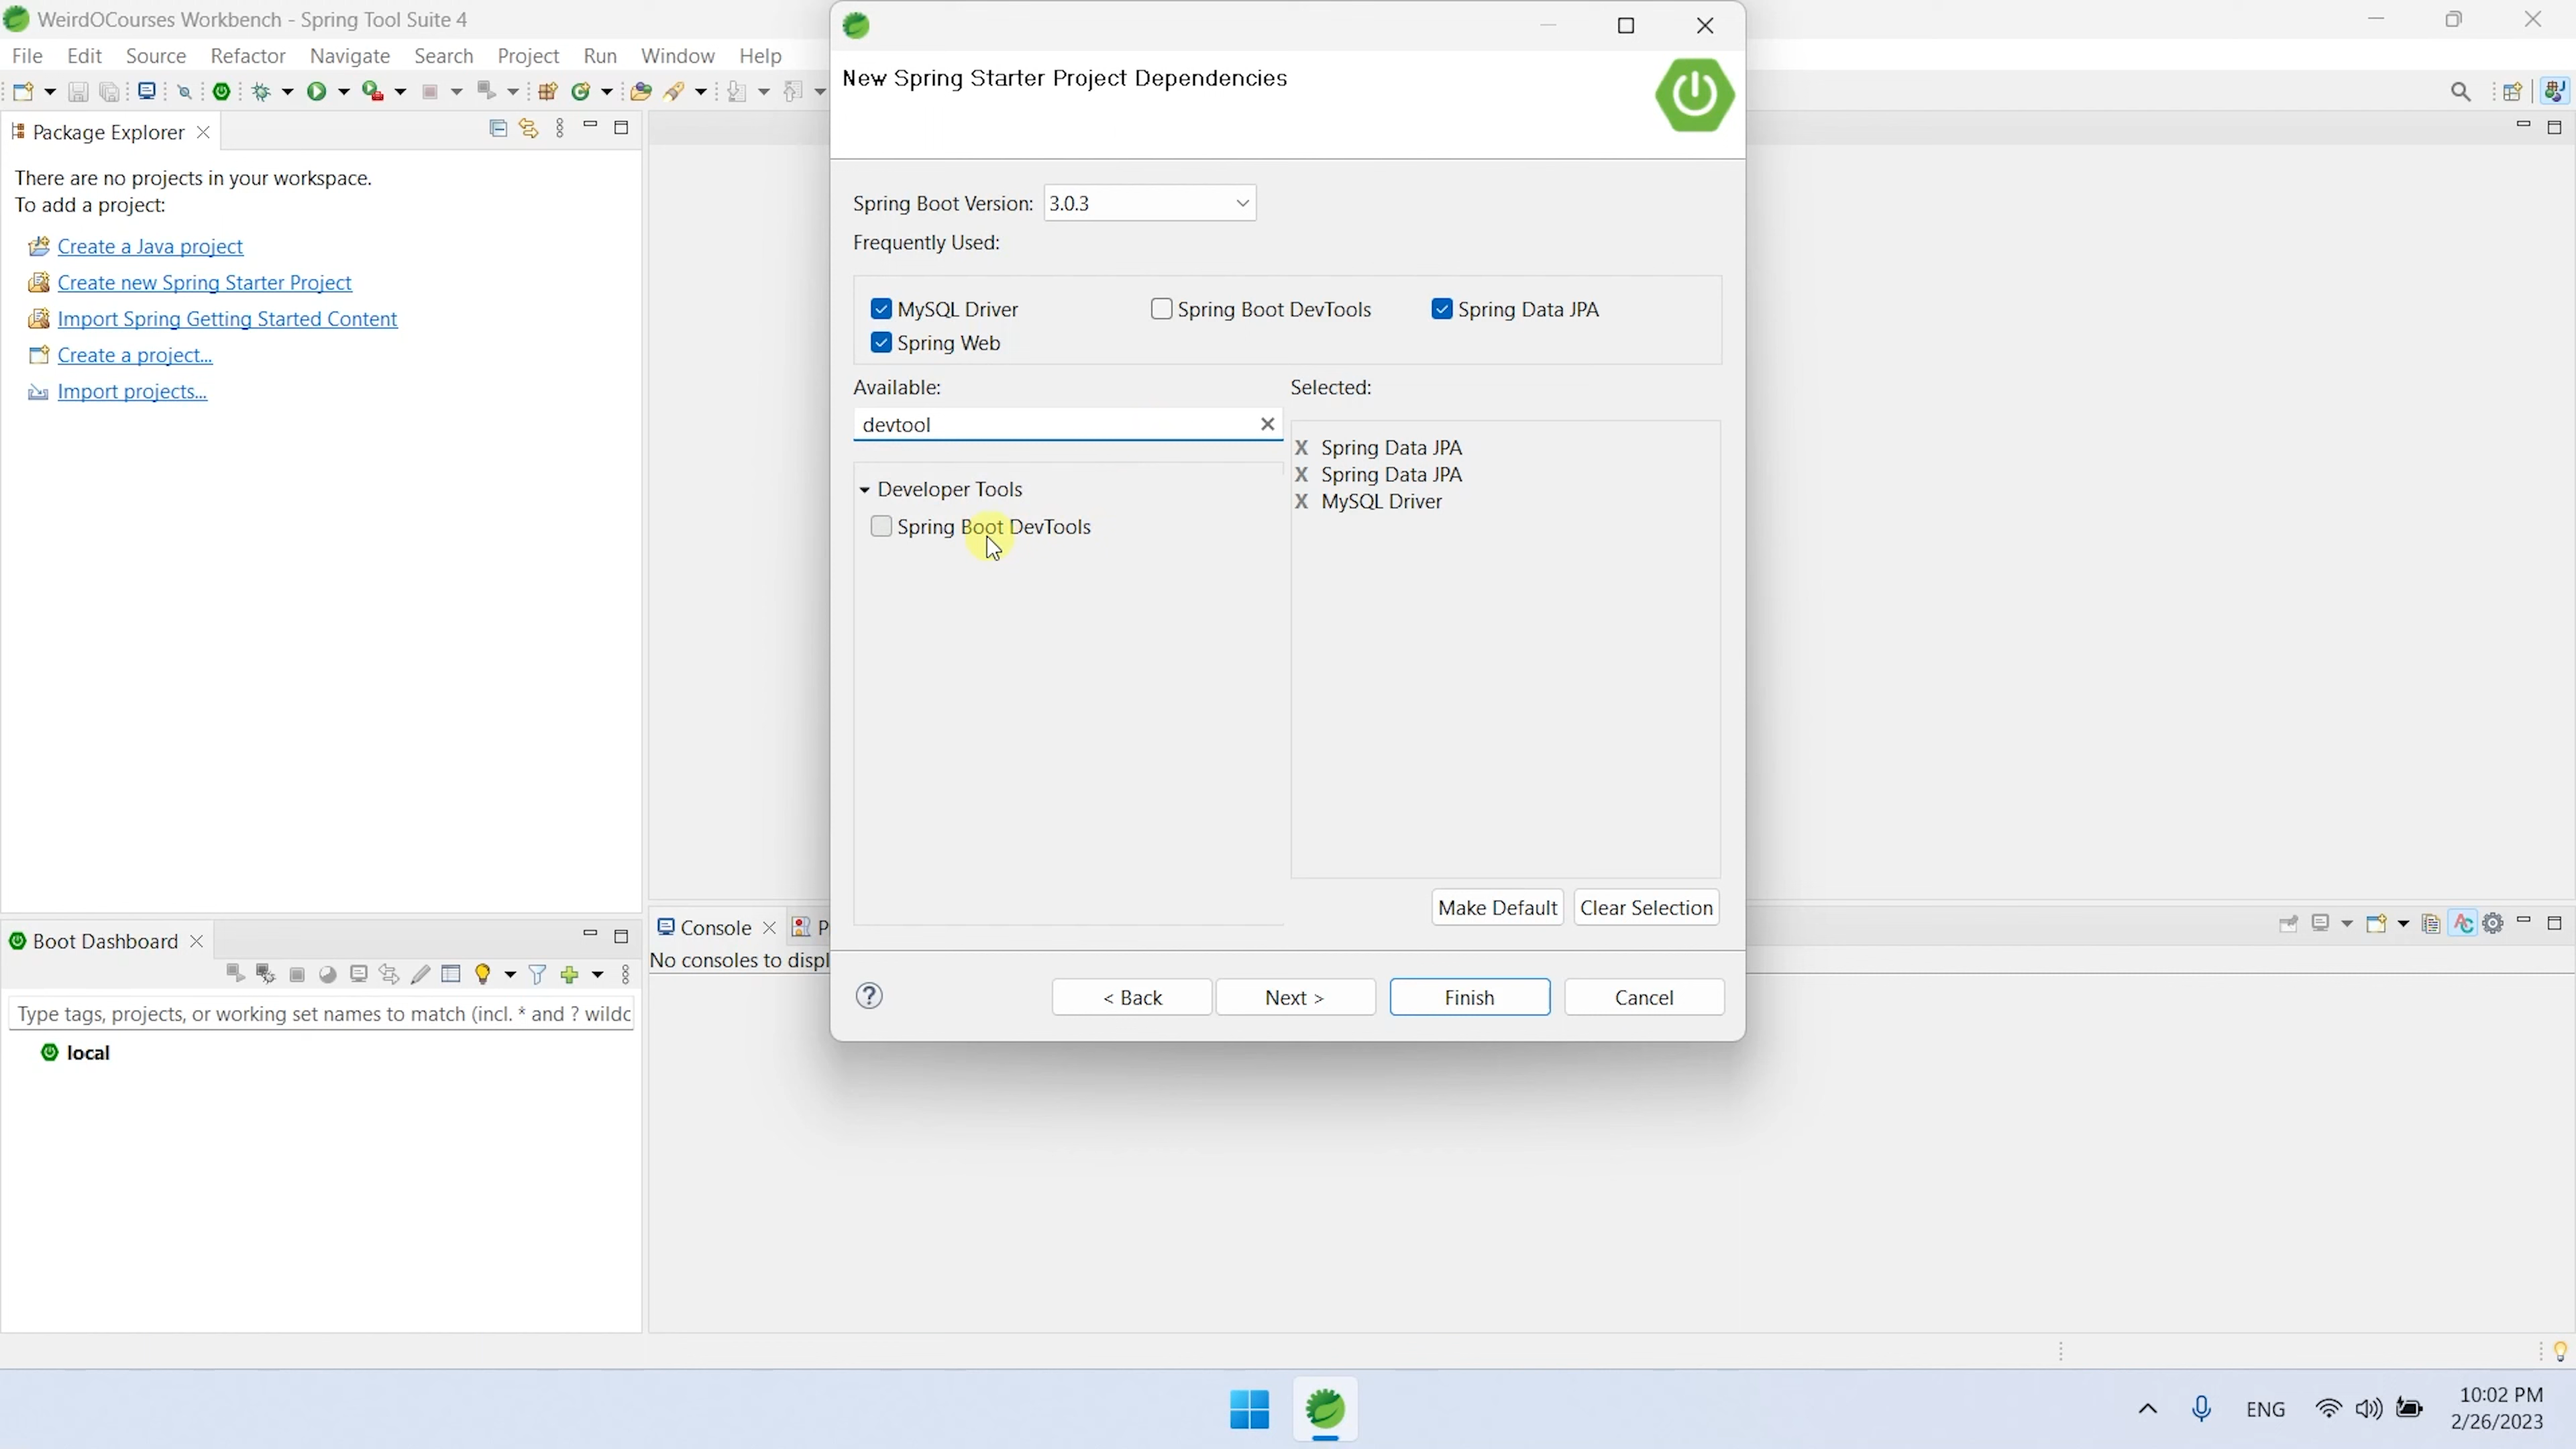 WeirdOCourses Workbench - Spring Tool Suite 4
File Edit Source Refactor Navigate Search Project Run Window Help
Package Explorer
There are no projects in your workspace.
To add a project:
Create a Java project
Create new Spring Starter Project
Import Spring Getting Started Content
Create a project...
Import projects...
Boot Dashboard
Type tags, projects, or working set names to match (incl. * and ? wildc
local
Console P
No consoles to displ
New Spring Starter Project Dependencies
Spring Boot Version: 3.0.3
Frequently Used:
MySQL Driver Spring Boot DevTools Spring Data JPA
Spring Web
Available: Selected:
devtool
Developer Tools
Spring Boot DevTools
X Spring Data JPA
X Spring Data JPA
X MySQL Driver
Make Default Clear Selection
? < Back Next > Finish Cancel
ENG
10:02 PM
2/26/2023